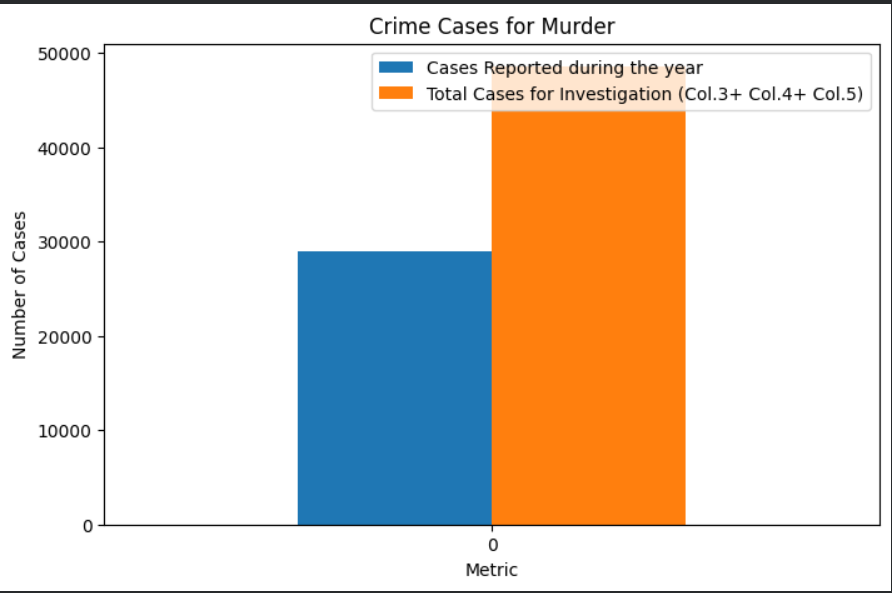 Crime Cases for Murder
50000
Cases Reported during the year
Total Cases for Investigation (Col.3+ Col.4+ Col.5)
40000
30000
20000
10000
0
Number of Cases
0
Metric